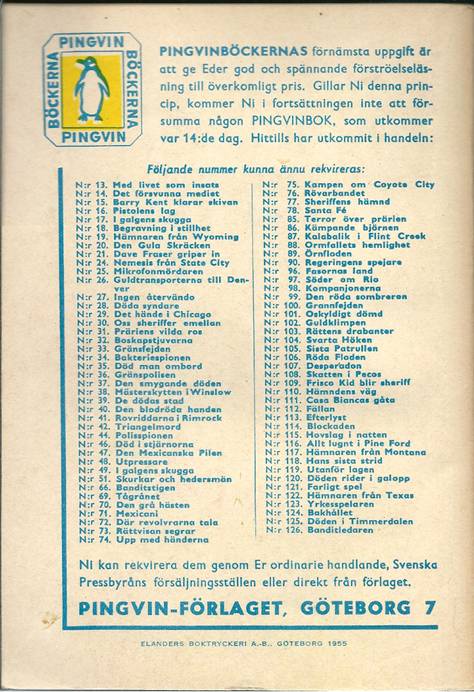 PINGVIN
BÖCKERNA
BÖCKERNA
PINGVIN
PINGVINBÖCKERNAS förnämsta uppgift är
att ge Eder god och spännande förströelseläs-
ning till överkomligt pris. Gillar Ni denna prin-
cip, kommer Ni i fortsättningen inte att för-
summa någon PINGVINBOK, som utkommer
var 14:de dag. Hittills har utkommit i handeln:
Följande nummer kunna ännu rekvireras:
N:r 13. Med livet som insats
N:r 14. Det försvunna mediet
N:r 15. Barry Kent klarar skivan
N:r 16. Pistolens lag
N:r 17. I galgens skugga
N:r 18. Begravning i stillhet
N:r 19. Hämnaren från Wyoming
N:r 20. Den Gula Skräcken
N:r 21. Dave Fraser griper in
N:r 24. Nemesis från State City
N:r 25. Mikrofonmördaren
N:r 26. Guldtransporterna till Den-
ver
N:r 27. Ingen återvändo
N:r 28. Döda syndare
N:r 29. Det hände i Chicago
N:r 30. Oss sheriffer emellan
N:r 31. Präriens vilda ros
N:r 32. Boskapstjuvarna
N:r 33. Gränsfejden
N:r 34. Bakteriespionen
N:r 35. Död man ombord
N:r 36. Gränspolisen
N:r 37. Den smygande döden
N:r 38. Mästerskytten i Winslow
N:r 39. De dödas stad
N:r 40. Den blodröda handen
N:r 41. Rovriddarna i Rimrock
N:r 42. Triangelmord
N:r 44. Polisspionen
N:r 46. Död i stjärnorna
N:r 47. Den Mexicanska Pilen
N:r 48. Utpressare
N:r 49. I galgens skugga
N:r 51. Skurkar och hedersmän
N:r 66. Banditstigen
N:r 69. Tågrånet
N:r 70. Den grå hästen
N:r 71. Mexicani
N:r 72. Där revolvrarna tala
N:r 73. Rättvisan segrar
N:r 74. Upp med händerna
N:r 75. Kampen om Coyote City
N:r 76. Rövarbandet
N:r 77. Sheriffens hämnd
N:r 78. Santa Fé
N:r 85. Terror över prärien
N:r 86. Kämpande björnen
N:r 87. Kalabalik i Flint Creek
N:r 88. Ormfallets hemlighet
N:r 89. Örnfloden
N:r 90. Regeringens spejare
N:r 96. Fasornas land
N:r 97. Söder om Rio
N:r 98. Kompanjonerna
N:r 99. Den röda sombreron
N:r 100. Grannfejden
N:r 101. Oskyldigt dömd
N:r 102. Guldklimpen
N:r 103. Rättens drabanter
N:r 104. Svarta Höken
N:r 105. Sista Patrullen
N:r 106. Röda Floden
N:r 107. Desperadon
N:r 108. Skatten i Pecos
N:r 109. Frisco Kid blir sheriff
N:r 110. Hämndens väg
N:r 111. Casa Blancas gåta
N:r 112. Fällan
N:r 113. Efterlyst
N:r 114. Blockaden
N:r 115. Hovslag i natten
N:r 116. Allt lugnt i Pine Ford
N:r 117. Hämnaren från Montana
N:r 118. Hans sista strid
N:r 119. Utanför lagen
N:r 120. Döden rider i galopp
N:r 121. Farligt spel
N:r 122. Hämnaren från Texas
N:r 123. Yrkesspelaren
N:r 124. Bakhållet
N:r 125. Döden i Timmerdalen
N:r 126. Banditledaren
Ni kan rekvirera dem genom Er ordinarie handlande, Svenska
Pressbyråns försäljningsställen eller direkt från förlaget.
PINGVIN-FÖRLAGET, GÖTEBORG 7
ELANDERS BOKTRYCKERI A.-B., GÖTEBORG 1955